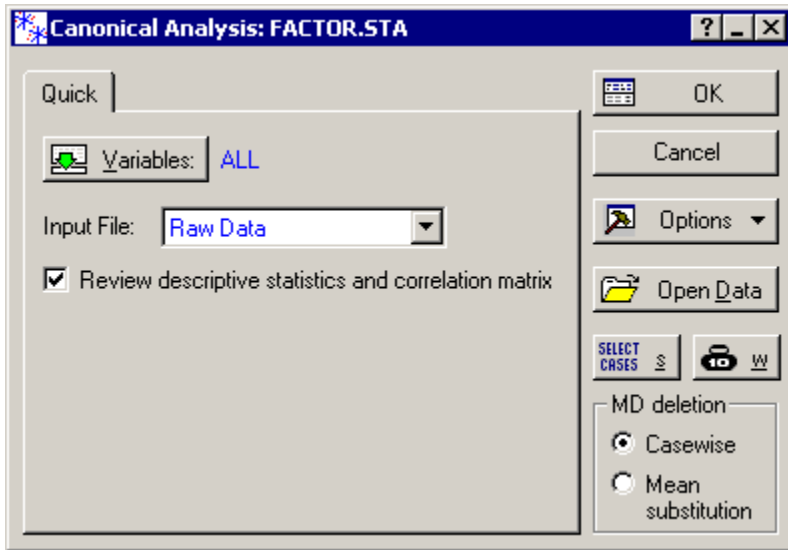 Canonical Analysis: FACTOR.STA
Quick
Variables: ALL
Input File: Raw Data
Review descriptive statistics and correlation matrix
OK
Cancel
Options
Open Data
SELECT CASES S
10 W
MD deletion
Casewise
Mean
substitution